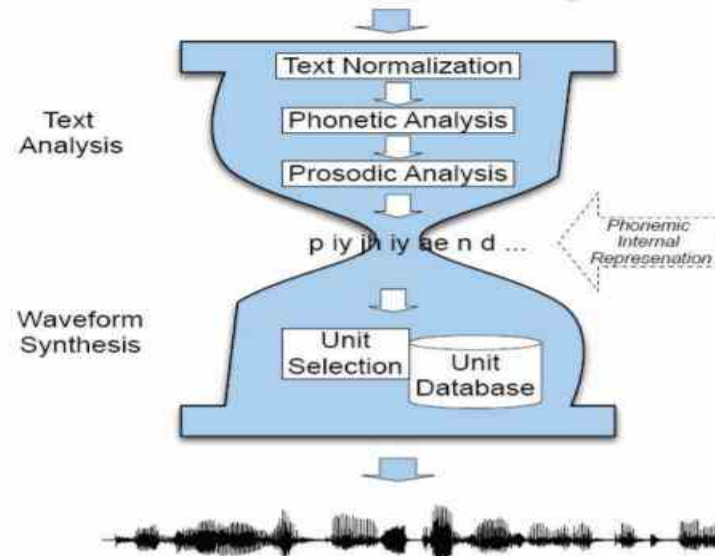 Text Normalization
Text
Analysis
Phonetic Analysis
Prosodic Analysis
p iy jh iy ae n d ...
Phonemic
Internal
Represenation
Waveform
Synthesis
Unit
Selection
Unit
Database